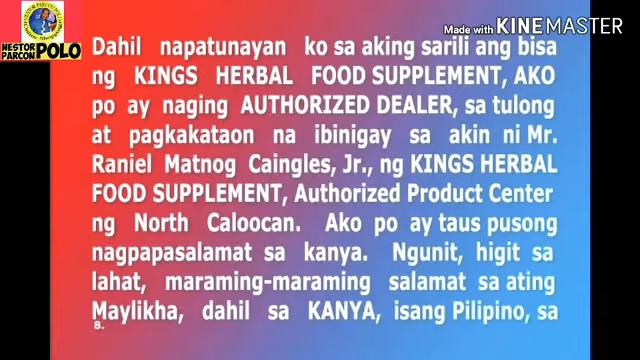 NESTOR
PARCON POLO
Made with KINEMASTER
Dahil napatunayan ko sa aking sarili ang bisa
ng KINGS HERBAL FOOD SUPPLEMENT, AKO
po ay naging AUTHORIZED DEALER, sa tulong
at pagkakataon na ibinigay sa akin ni Mr.
Raniel Matnog Caingles, Jr., ng KINGS HERBAL
FOOD SUPPLEMENT, Authorized Product Center
ng North Caloocan. Ako po ay taus pusong
nagpapasalamat sa kanya. Ngunit, higit sa
lahat, maraming-maraming salamat sa ating
Maylikha, dahil sa KANYA, isang Pilipino, sa
8.